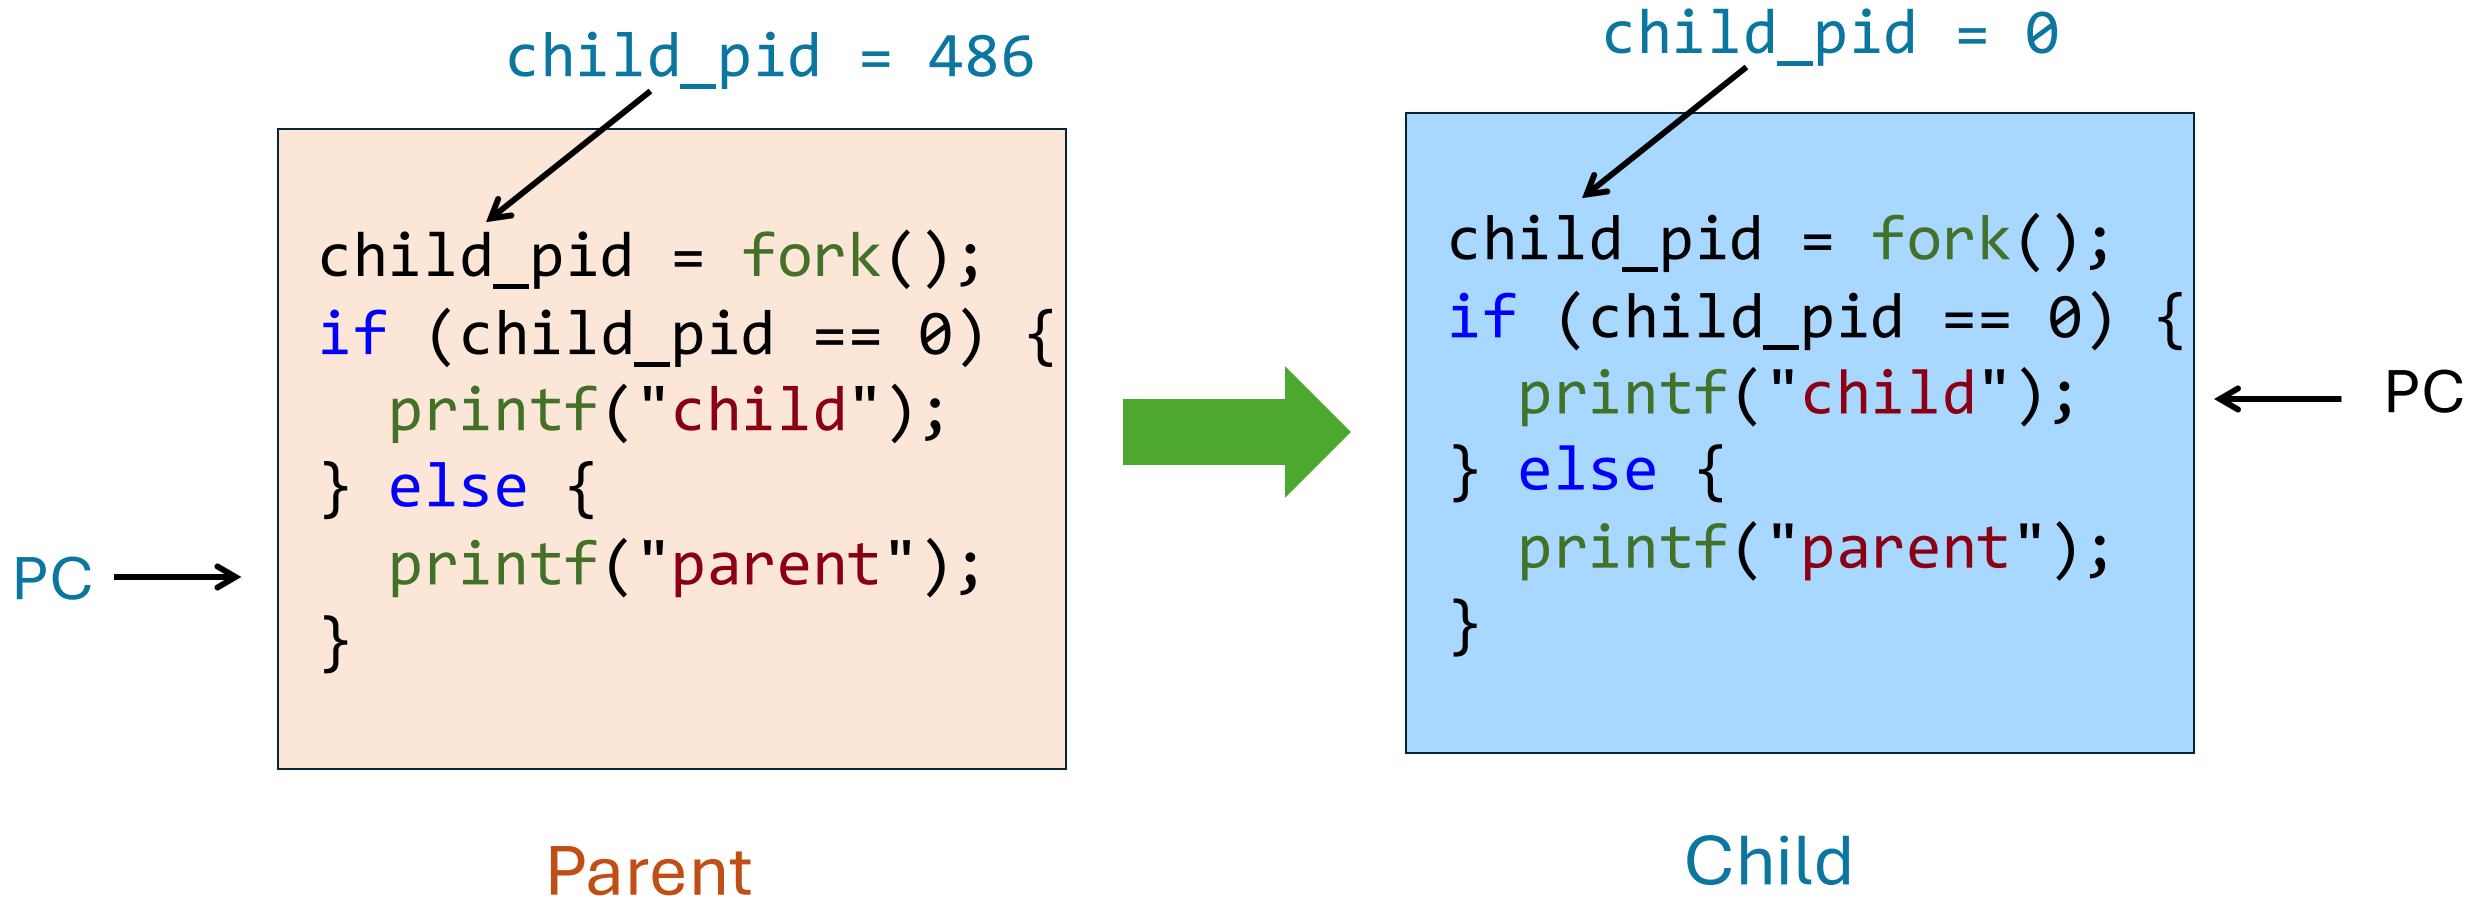 child_pid = 486
child_pid = fork();
if (child_pid == 0) {
  printf("child");
} else {
  printf("parent");
}
PC
Parent
child_pid = 0
child_pid = fork();
if (child_pid == 0) {
  printf("child");
} else {
  printf("parent");
}
PC
Child